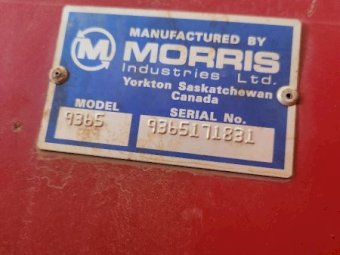 MANUFACTURED BY
M MORRIS
Industries Ltd.
Yorkton Saskatchewan
Canada
MODEL SERIAL No.
9365 9365171831